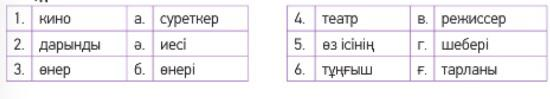 1. кино а. суреткер 4. театр в. режиссер
2. дарынды ә. иесі 5. өз ісінің г. шебері
3. өнер б. өнері 6. тұңғыш ғ. тарланы